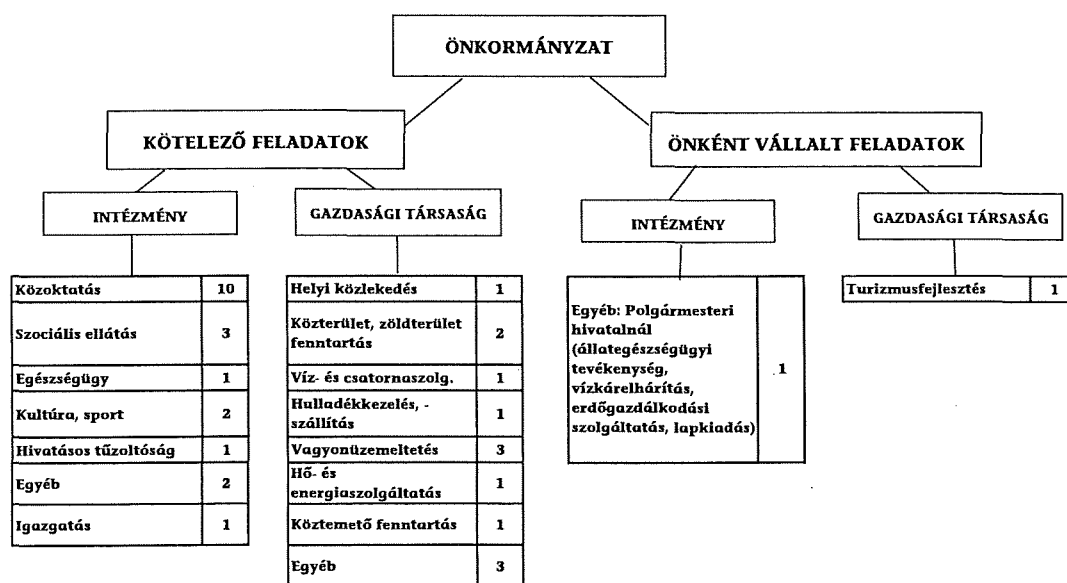 ÖNKORMÁNYZAT
KÖTELEZŐ FELADATOK
ÖNKÉNT VÁLLALT FELADATOK
INTÉZMÉNY
GAZDASÁGI TÁRSASÁG
INTÉZMÉNY
GAZDASÁGI TÁRSASÁG
Közoktatás 10
Szociális ellátás 3
Egészségügy 1
Kultúra, sport 2
Hivatásos tűzoltóság 1
Egyéb 2
Igazgatás 1
Helyi közlekedés 1
Közterület, zöldterület
fenntartás 2
Víz- és csatornaszolg. 1
Hulladékkezelés, -
szállítás 1
Vagyonüzemeltetés 3
Hő- és
energiaszolgáltatás 1
Köztemető fenntartás 1
Egyéb 3
Egyéb: Polgármesteri
hivatalnál
(állategészségügyi
tevékenység, 1
vízkárelhárítás,
erdőgazdálkodási
szolgáltatás, lapkiadás)
Turizmusfejlesztés 1